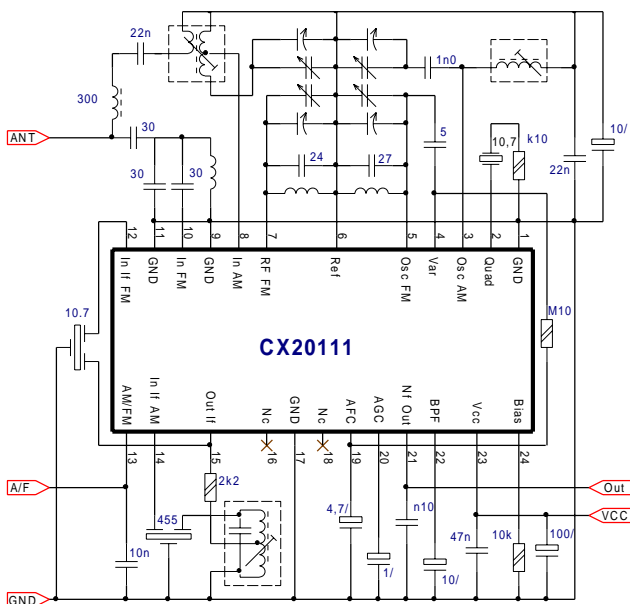 22n
1n0
300
10/
ANT
30
5
10,7
k10
30
30
24
27
22n
12
11
10
9
8
7
6
5
4
3
2
1
In If FM
GND
In FM
GND
In AM
RF FM
Ref
Osc FM
Var
Osc AM
Quad
GND
10.7
M10
CX20111
AM/FM
In If AM
Out If
Nc
GND
Nc
AFC
AGC
Nf Out
BPF
Vcc
Bias
13
14
15
16
17
18
19
20
21
22
23
24
A/F
2k2
Out
455
4,7/
n10
VCC
10n
47n
10k
100/
1/
10/
GND